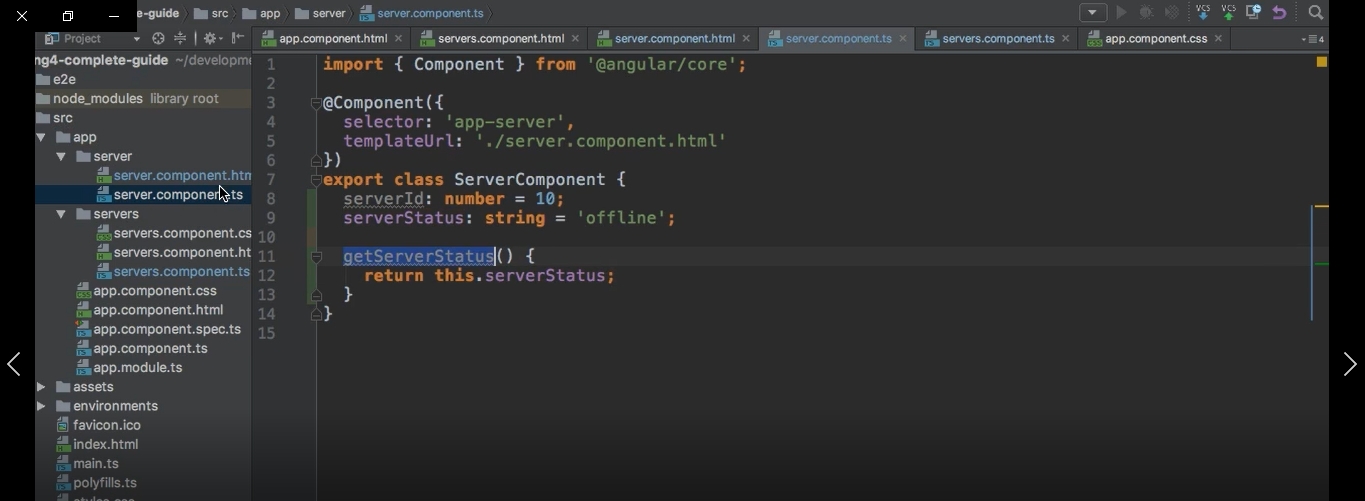 e-guide src app server server.component.ts
Project
app.component.html servers.component.html server.component.html server.component.ts servers.component.ts app.component.css 4
VCS VCS
ng4-complete-guide ~/developme
e2e
node_modules library root
src
app
server
server.component.htm
server.component.ts
servers
servers.component.cs
servers.component.ht
servers.component.ts
app.component.css
app.component.html
app.component.spec.ts
app.component.ts
app.module.ts
assets
environments
favicon.ico
index.html
main.ts
polyfills.ts
1 import { Component } from '@angular/core';
2
3 @Component({
4 selector: 'app-server',
5 templateUrl: './server.component.html'
6 })
7 export class ServerComponent {
8 serverId: number = 10;
9 serverStatus: string = 'offline';
10
11 getServerStatus() {
12 return this.serverStatus;
13 }
14 }
15